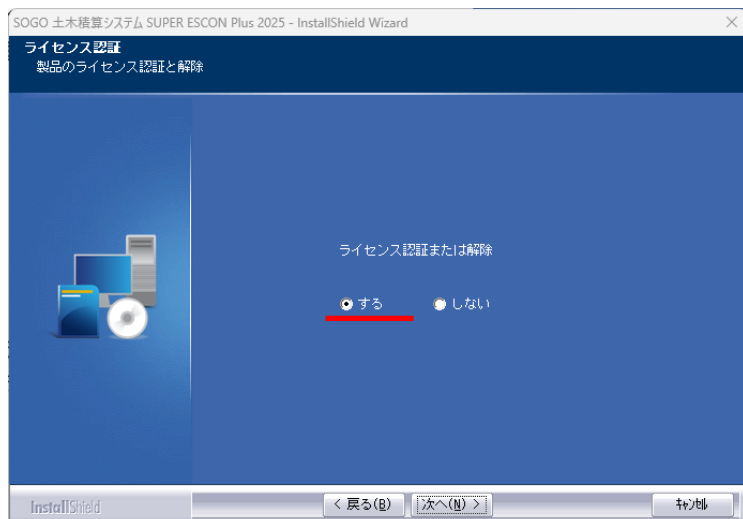 SOGO 土木積算システム SUPER ESCON Plus 2025 - InstallShield Wizard
ライセンス認証
製品のライセンス認証と解除
ライセンス認証または解除
する しない
InstallShield
< 戻る(B) 次へ(N) > ｷｬﾝｾﾙ